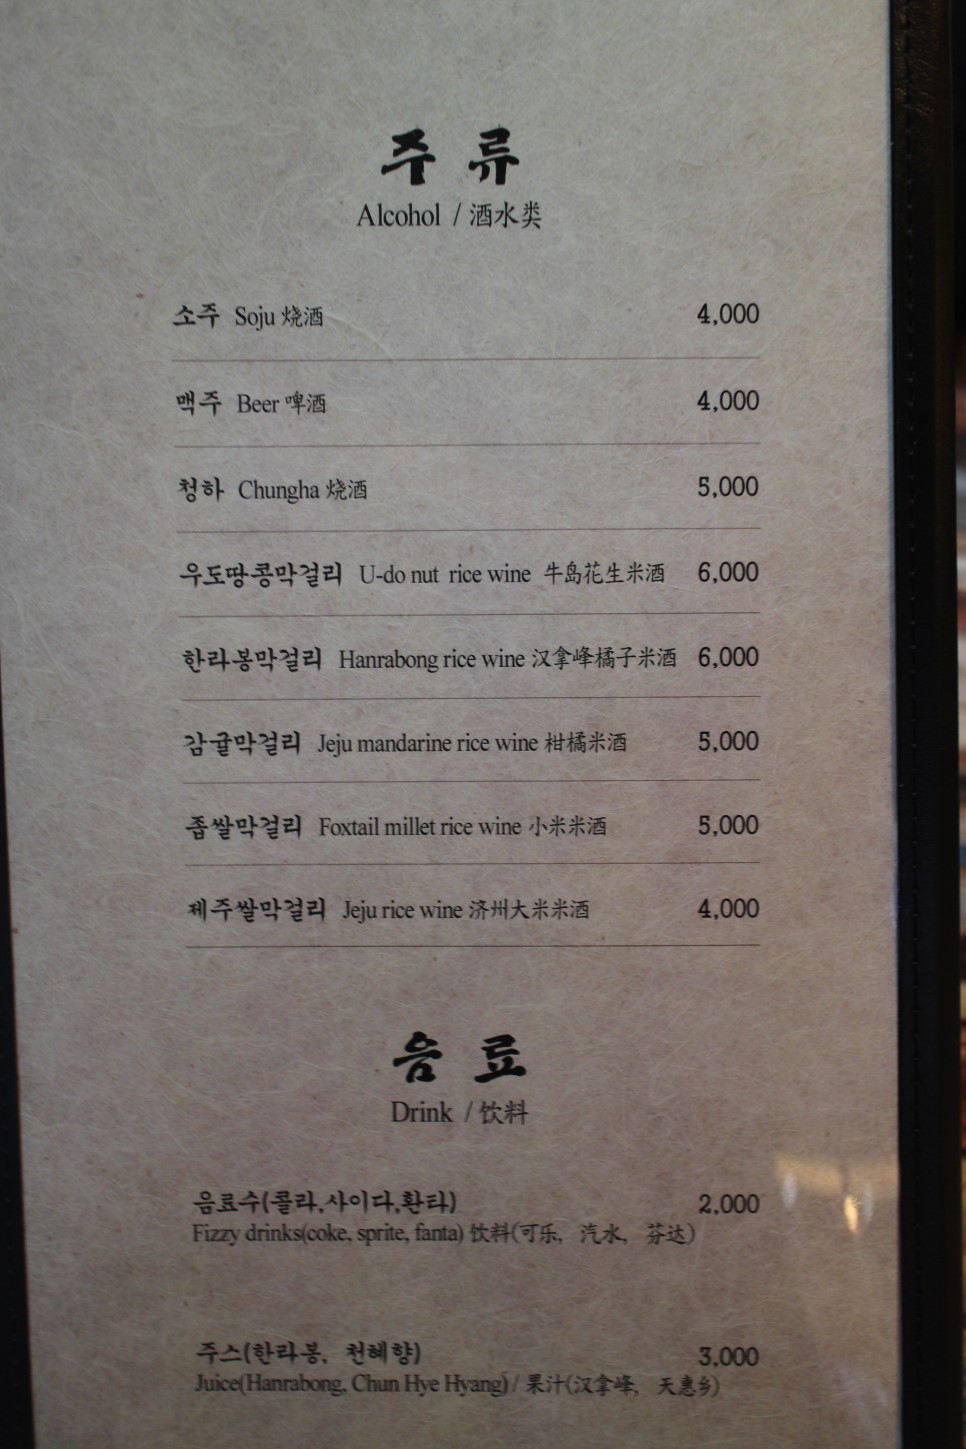 주류
Alcohol / 酒水类
소주 Soju 烧酒 4,000
맥주 Beer 啤酒 4,000
청하 Chungha 烧酒 5,000
우도땅콩막걸리 U-do nut rice wine 牛岛花生米酒 6,000
한라봉막걸리 Hanrabong rice wine 汉拿峰橘子米酒 6,000
감귤막걸리 Jeju mandarine rice wine 柑橘米酒 5,000
좁쌀막걸리 Foxtail millet rice wine 小米米酒 5,000
제주쌀막걸리 Jeju rice wine 济州大米米酒 4,000
음료
Drink / 饮料
음료수(콜라,사이다,환타) 2,000
Fizzy drinks(coke, sprite, fanta) 饮料(可乐, 汽水, 芬达)
주스(한라봉, 천혜향) 3,000
Juice(Hanrabong, Chun Hye Hyang) / 果汁(汉拿峰, 天惠乡)